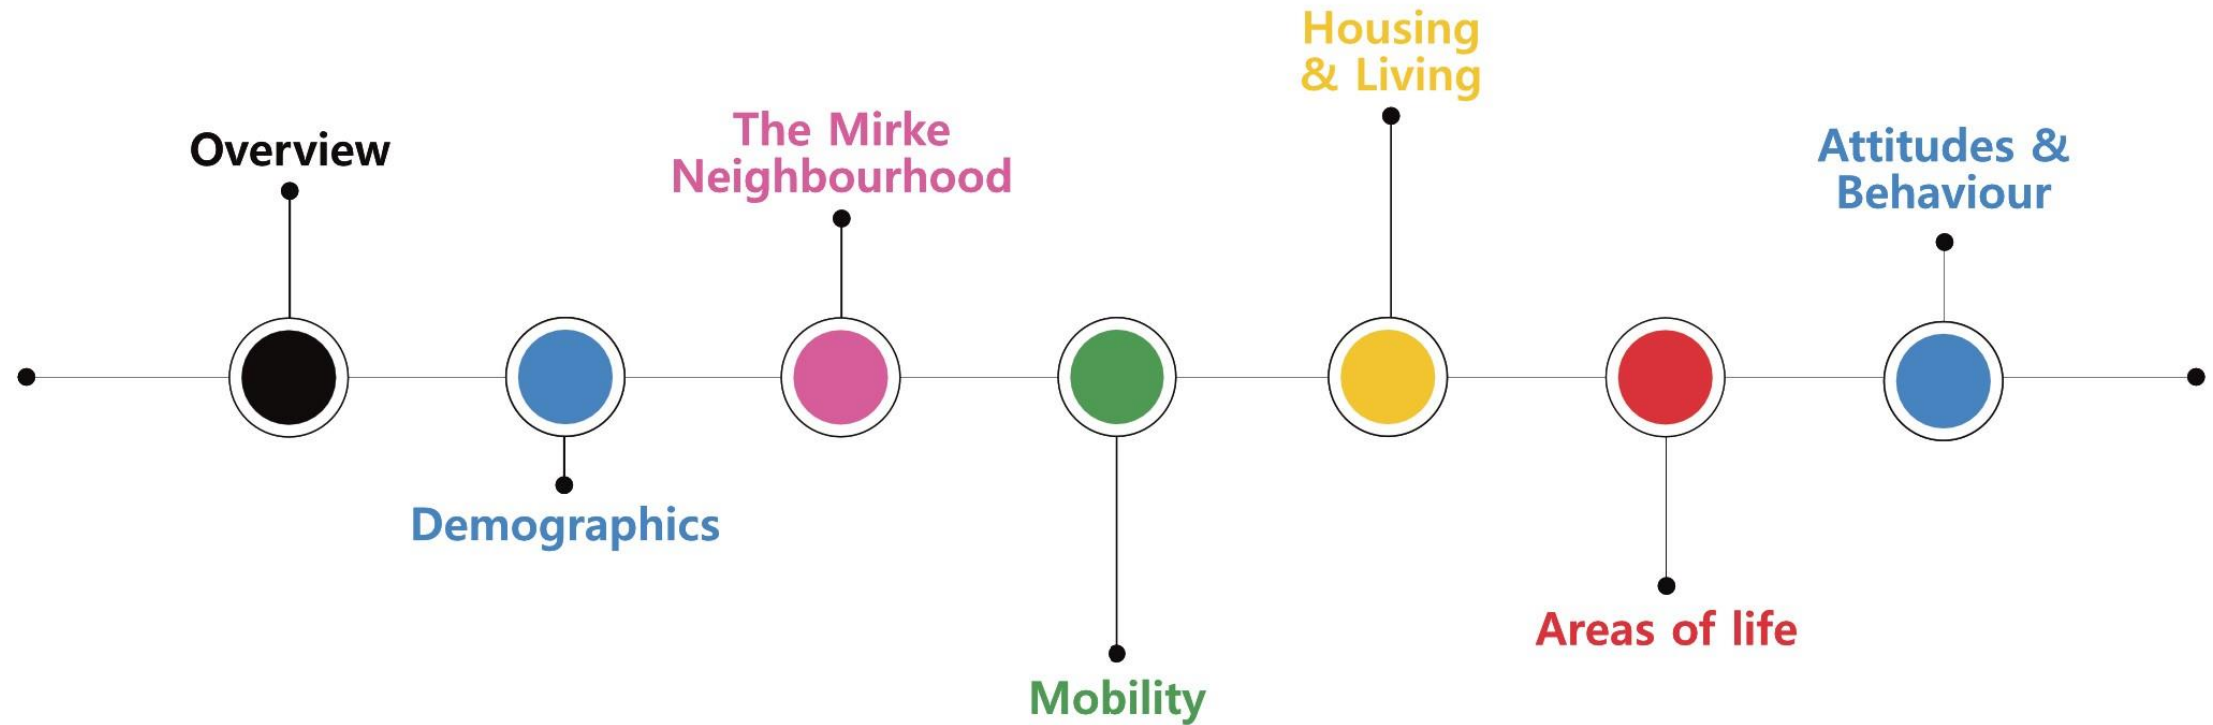 Overview
Demographics
The Mirke
Neighbourhood
Mobility
Housing
& Living
Areas of life
Attitudes &
Behaviour